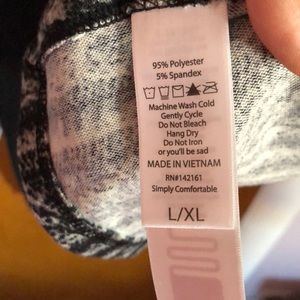 95% Polyester
5% Spandex
Machine Wash Cold
Gently Cycle
Do Not Bleach
Hang Dry
Do Not Iron
or you'll be sad
MADE IN VIETNAM
RN#142161
Simply Comfortable
L/XL